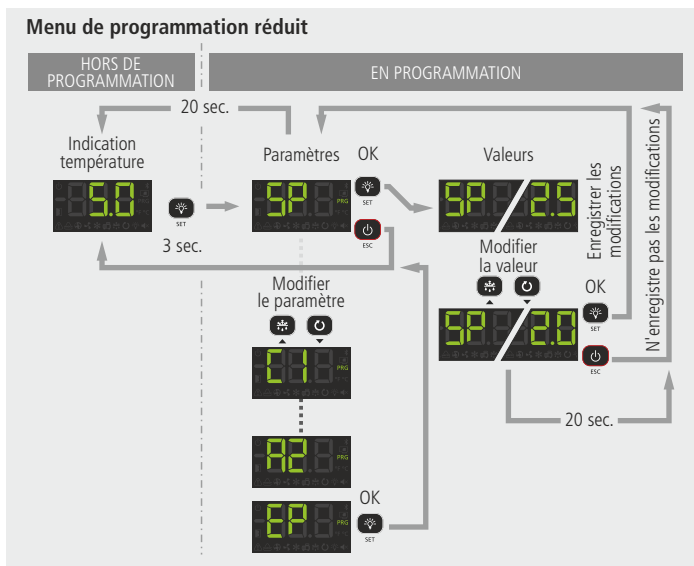 Menu de programmation réduit
HORS DE
PROGRAMMATION
EN PROGRAMMATION
20 sec.
Indication
température
Paramètres
OK
Valeurs
5.0
SET
3 sec.
SP
PRG
SET
ESC
SP / 2.5
Modifier
la valeur
Enregistrer les
modifications
N'enregistre pas les modifications
Modifier
le paramètre
SP / 2.0
OK
SET
ESC
C1
PRG
20 sec.
A2
PRG
EP
PRG
OK
SET